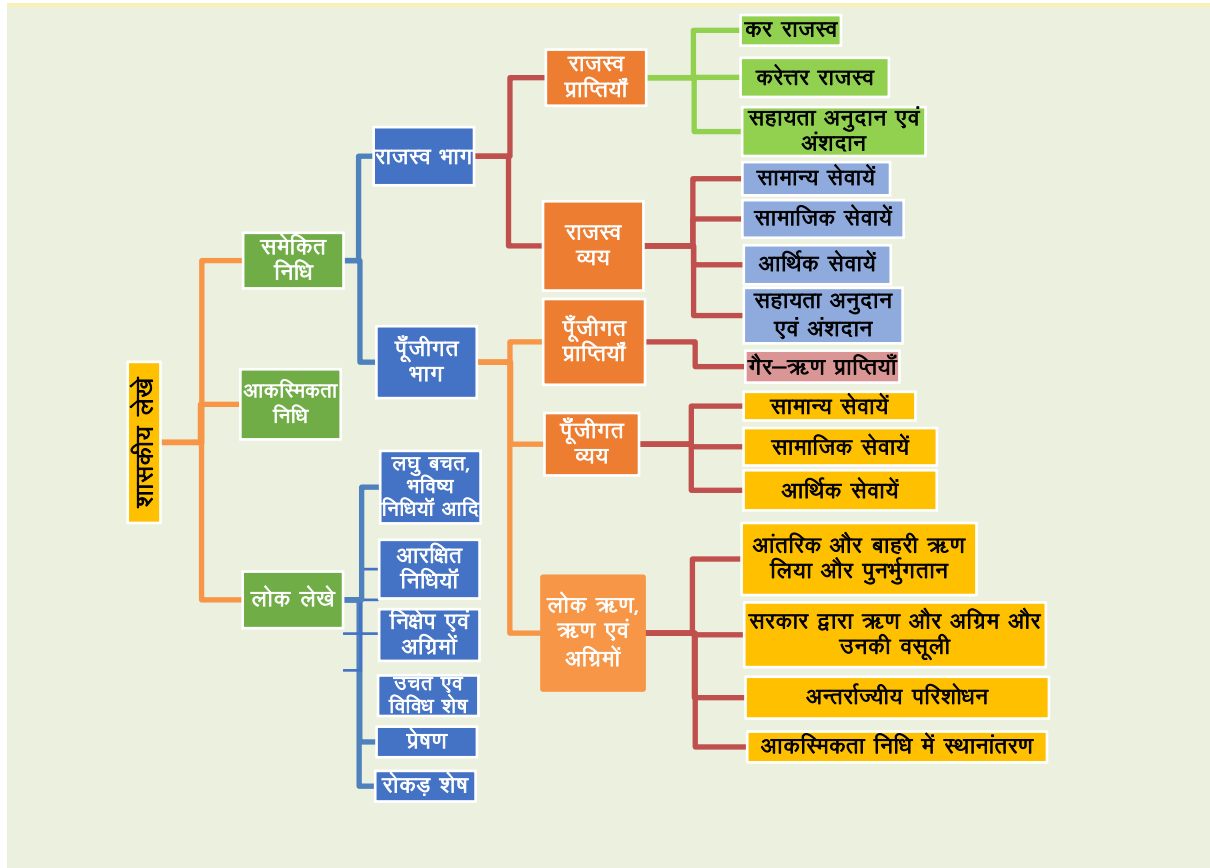 शासकीय लेखे
समेकित
निधि
आकस्मिकता
निधि
लोक लेखे
राजस्व भाग
पूँजीगत
भाग
लघु बचत,
भविष्य
निधियॉ आदि
आरक्षित
निधियॉ
निक्षेप एवं
अग्रिमों
उचंत एवं
विविध शेष
प्रेषण
रोकड़ शेष
राजस्व
प्राप्तियाँ
राजस्व
व्यय
पूँजीगत
प्राप्तियाँ
पूँजीगत
व्यय
लोक ऋण,
ऋण एवं
अग्रिमों
कर राजस्व
करेत्तर राजस्व
सहायता अनुदान एवं
अंशदान
सामान्य सेवायें
सामाजिक सेवायें
आर्थिक सेवायें
सहायता अनुदान
एवं अंशदान
गैर–ऋण प्राप्तियाँ
सामान्य सेवायें
सामाजिक सेवायें
आर्थिक सेवायें
आंतरिक और बाहरी ऋण
लिया और पुनर्भुगतान
सरकार द्वारा ऋण और अग्रिम और
उनकी वसूली
अन्तर्राज्यीय परिशोधन
आकस्मिकता निधि में स्थानांतरण